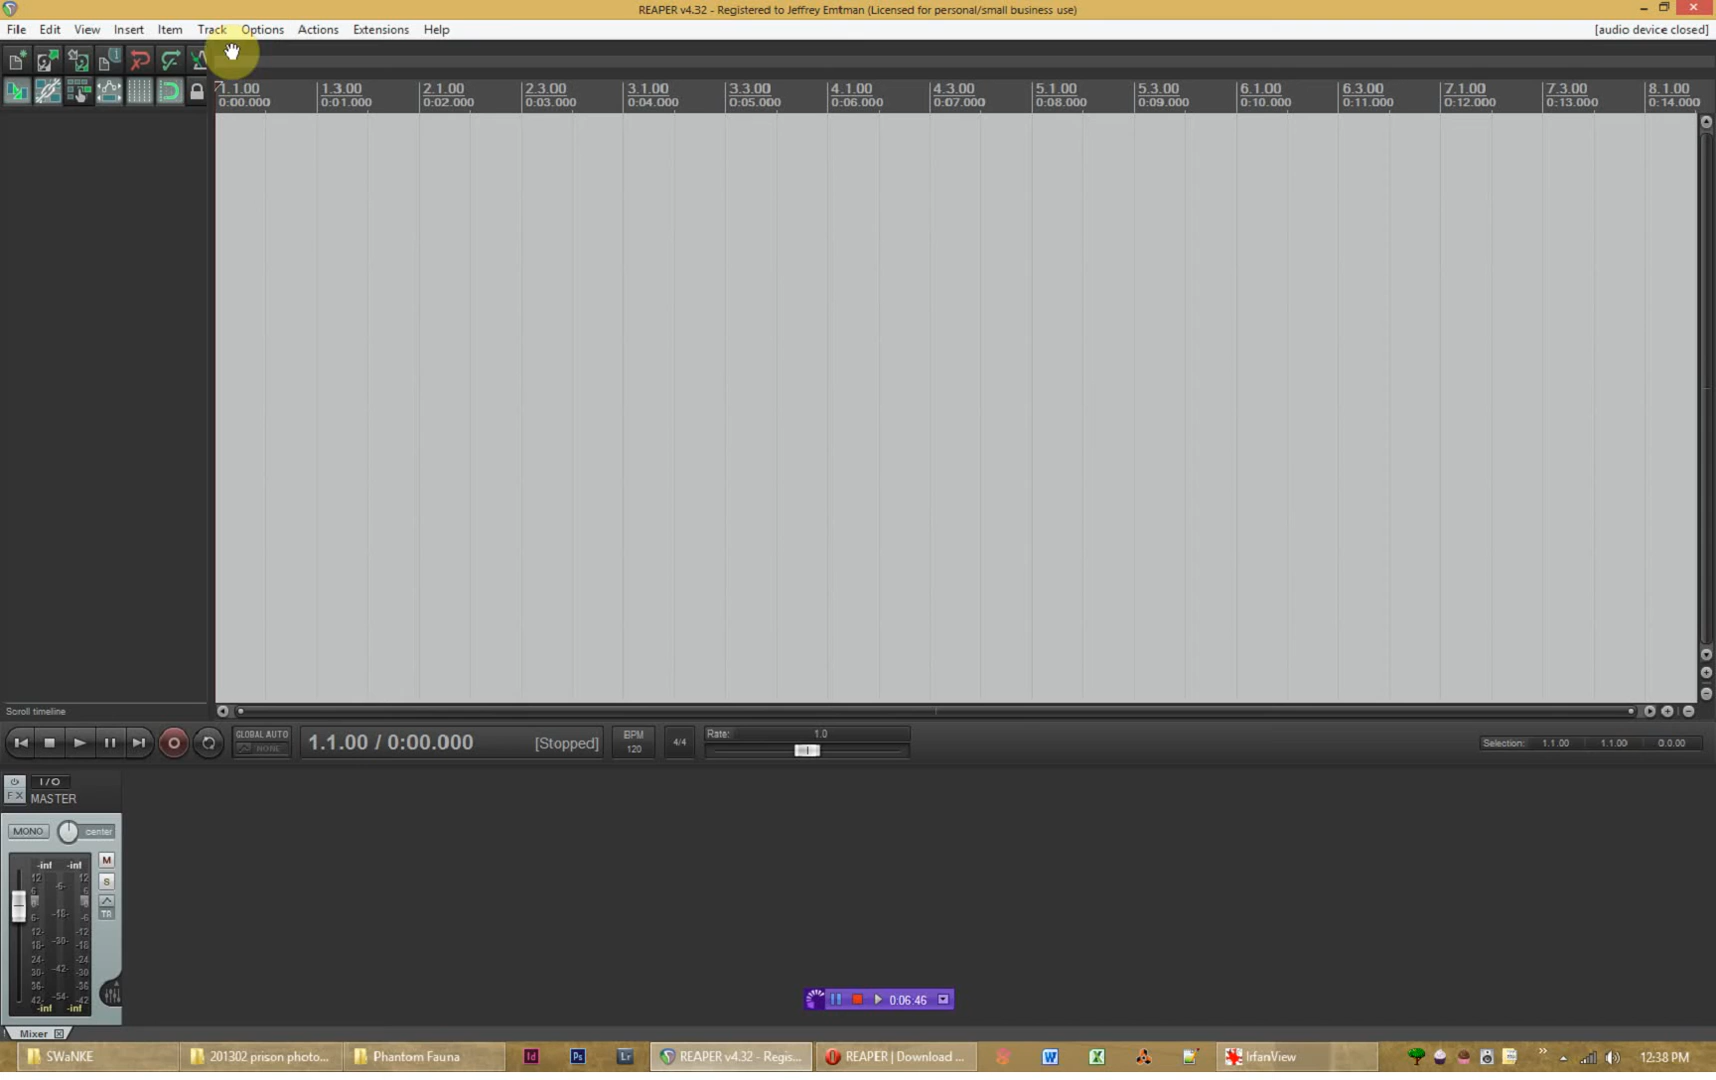 REAPER v4.32 - Registered to Jeffrey Emtman (Licensed for personal/small business use)
File Edit View Insert Item Track Options Actions Extensions Help [audio device closed]
1.1.00 1.3.00 2.1.00 2.3.00 3.1.00 3.3.00 4.1.00 4.3.00 5.1.00 5.3.00 6.1.00 6.3.00 7.1.00 7.3.00 8.1.00
0:00.000 0:01.000 0:02.000 0:03.000 0:04.000 0:05.000 0:06.000 0:07.000 0:08.000 0:09.000 0:10.000 0:11.000 0:12.000 0:13.000 0:14.000
Scroll timeline
GLOBAL AUTO
NONE
1.1.00 / 0:00.000 [Stopped]
BPM
120
4/4
Rate: 1.0
Selection: 1.1.00 1.1.00 0.0.00
FX
I/O
MASTER
MONO center
-inf -inf M
12 -6- 12
6 6 S
0 0
6- -18- 6- TR
12- 12-
18- -30- 18-
24- 24-
30- -42- 30-
36- 36-
42- -54- 42-
-inf -inf
Mixer
0:06:46
SWaNKE 201302 prison photo... Phantom Fauna Id Ps Lr REAPER v4.32 - Regis... REAPER | Download ... IrfanView 12:38 PM